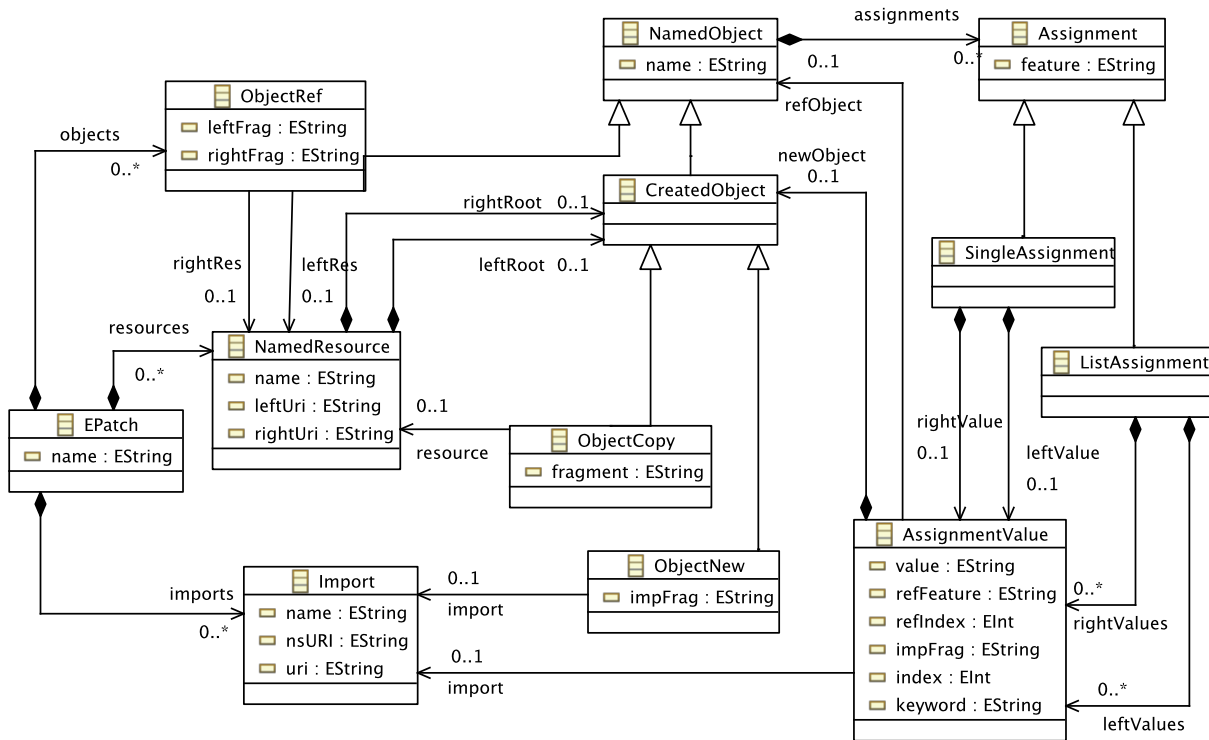 assignments
NamedObject
name : EString
0..1
0..*
Assignment
feature : EString
refObject
ObjectRef
leftFrag : EString
rightFrag : EString
objects
0..*
newObject
0..1
CreatedObject
rightRoot 0..1
leftRoot 0..1
SingleAssignment
rightRes
0..1
leftRes
0..1
resources
0..*
NamedResource
name : EString
leftUri : EString
rightUri : EString
ListAssignment
EPatch
name : EString
0..1
resource
ObjectCopy
fragment : EString
rightValue
0..1
leftValue
0..1
AssignmentValue
value : EString
refFeature : EString
refIndex : EInt
impFrag : EString
index : EInt
keyword : EString
0..*
rightValues
0..*
leftValues
imports
0..*
Import
name : EString
nsURI : EString
uri : EString
0..1
import
ObjectNew
impFrag : EString
0..1
import